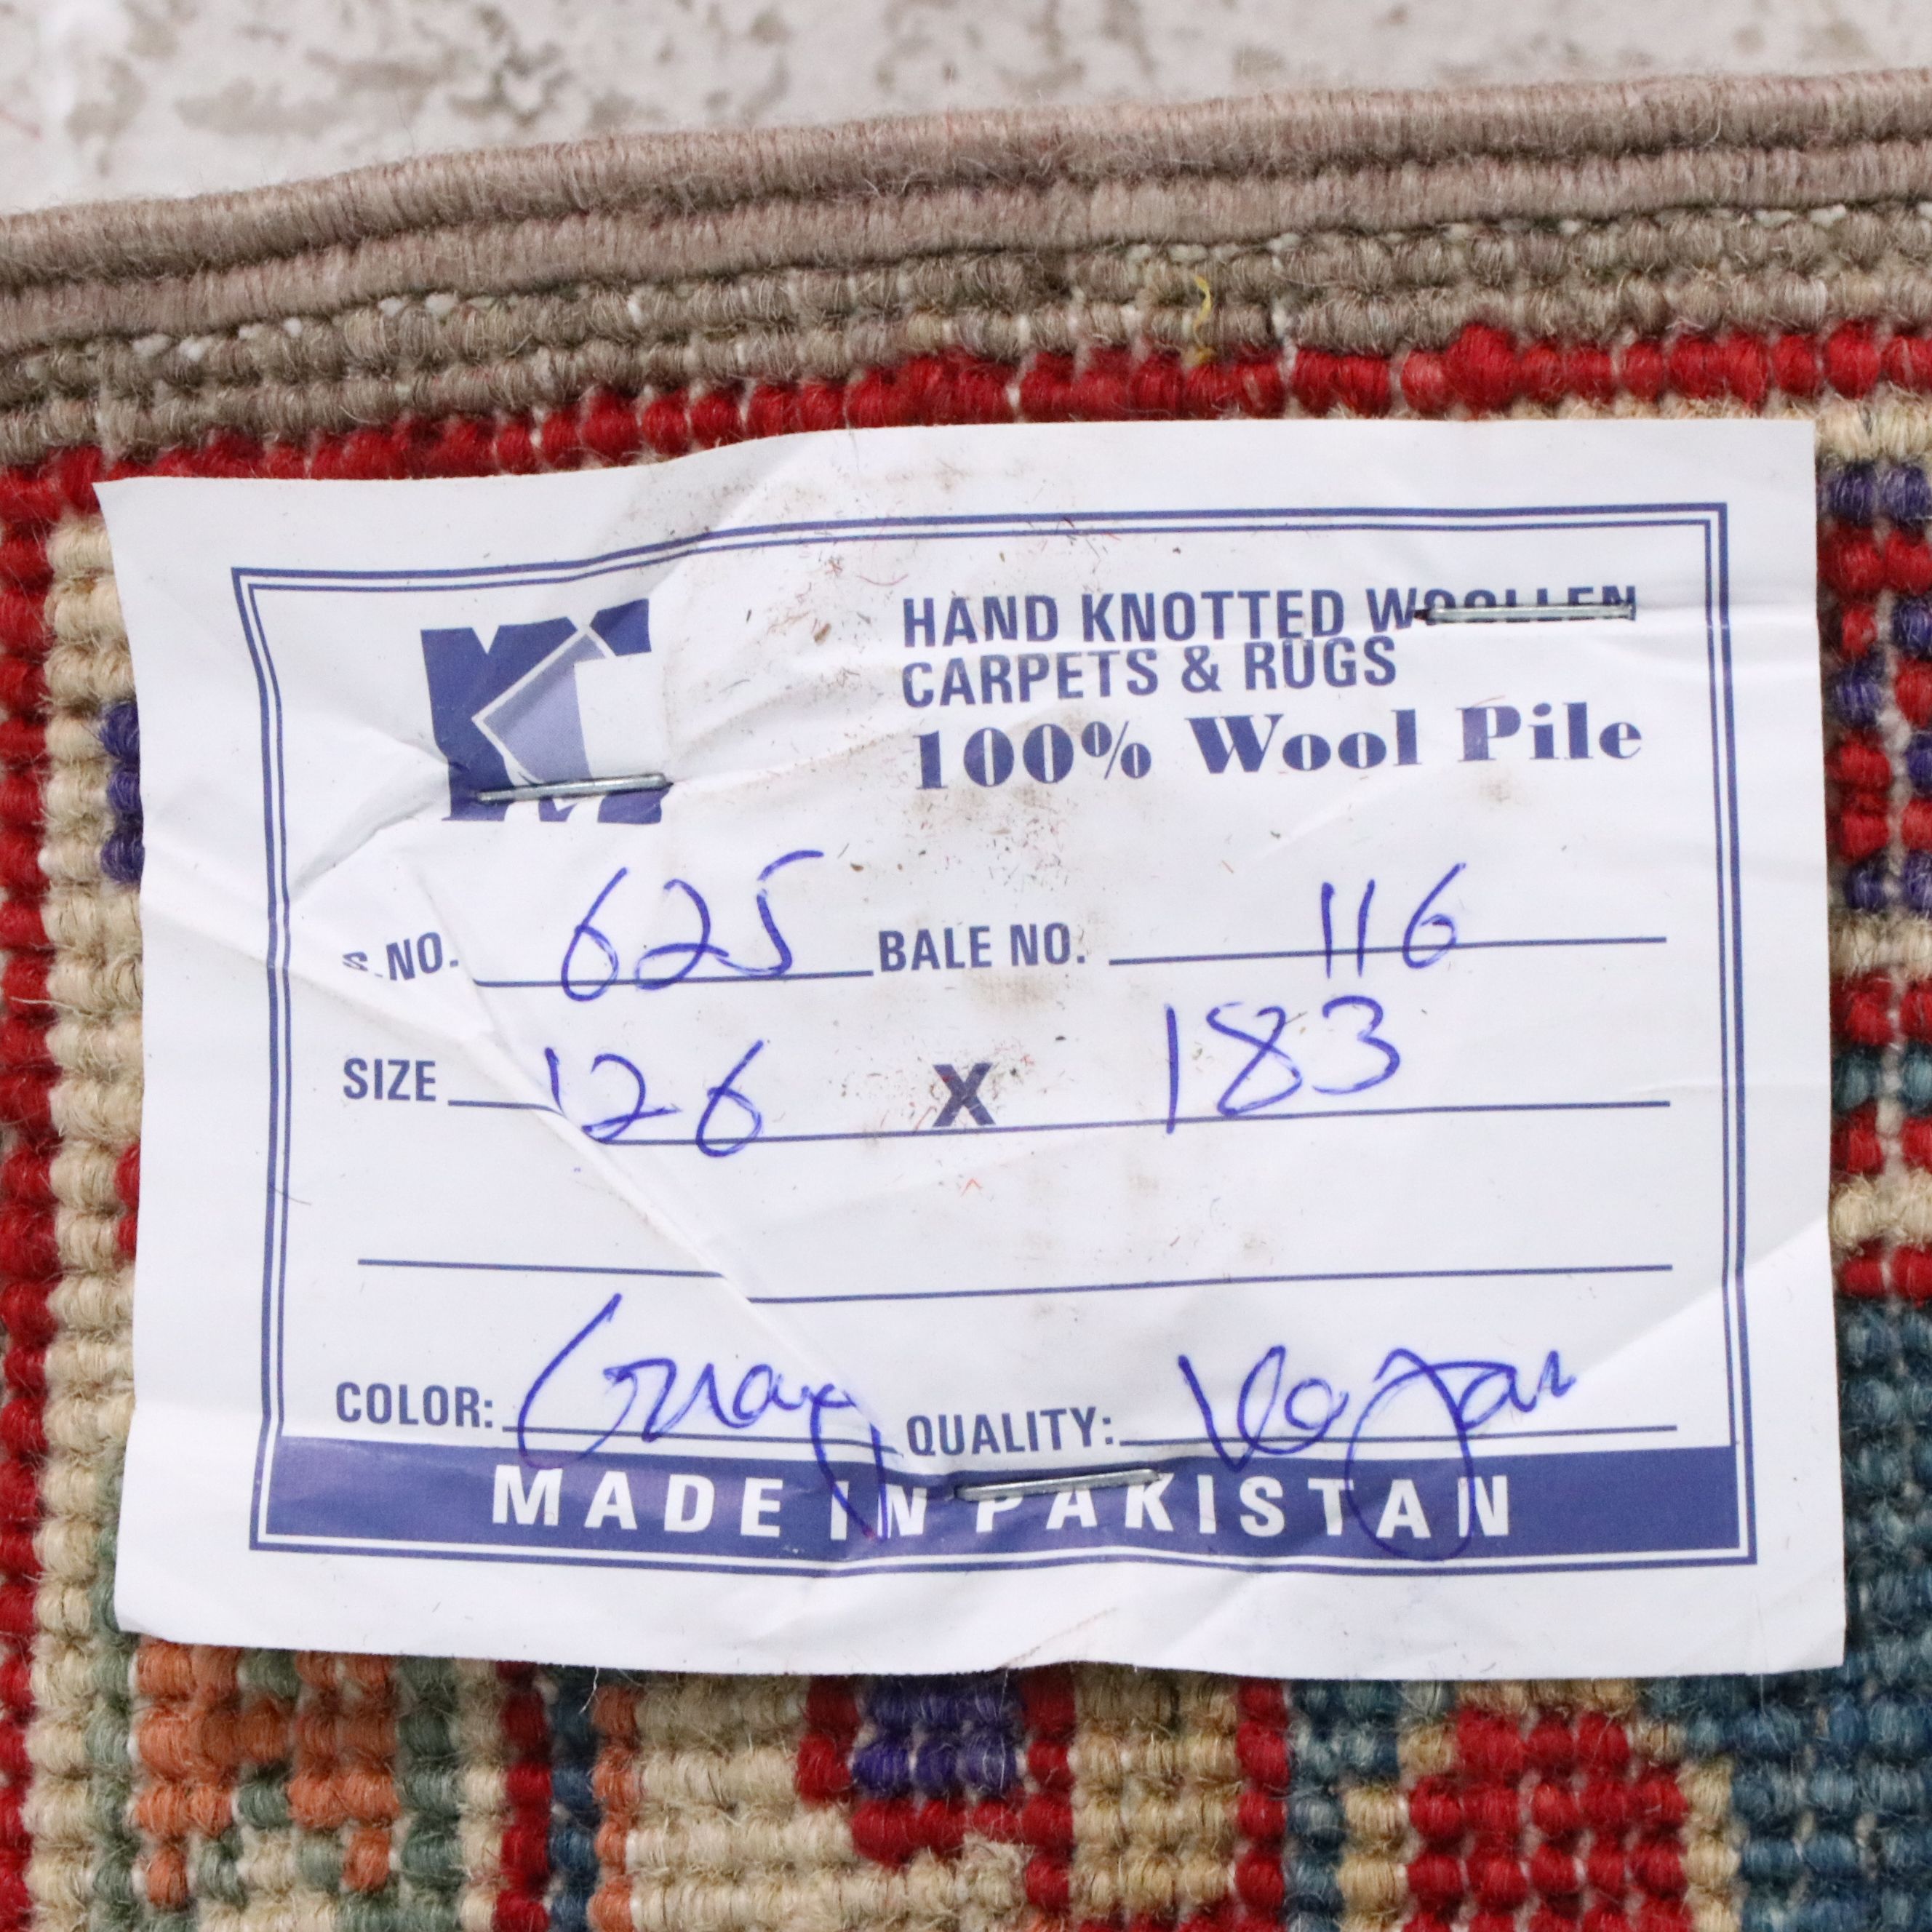 HAND KNOTTED WOOLLEN
CARPETS & RUGS
100% Wool Pile
S.NO. 625 BALE NO. 116
SIZE 126 X 183
COLOR: Gray QUALITY:
MADE IN PAKISTAN